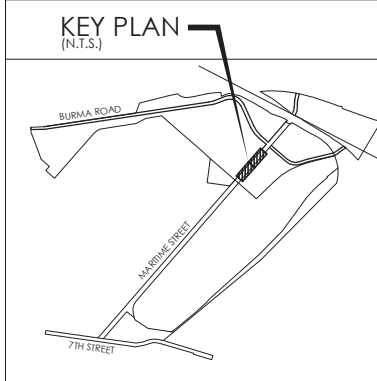 KEY PLAN
(N.T.S.)
BURMA ROAD
MARITIME STREET
7TH STREET